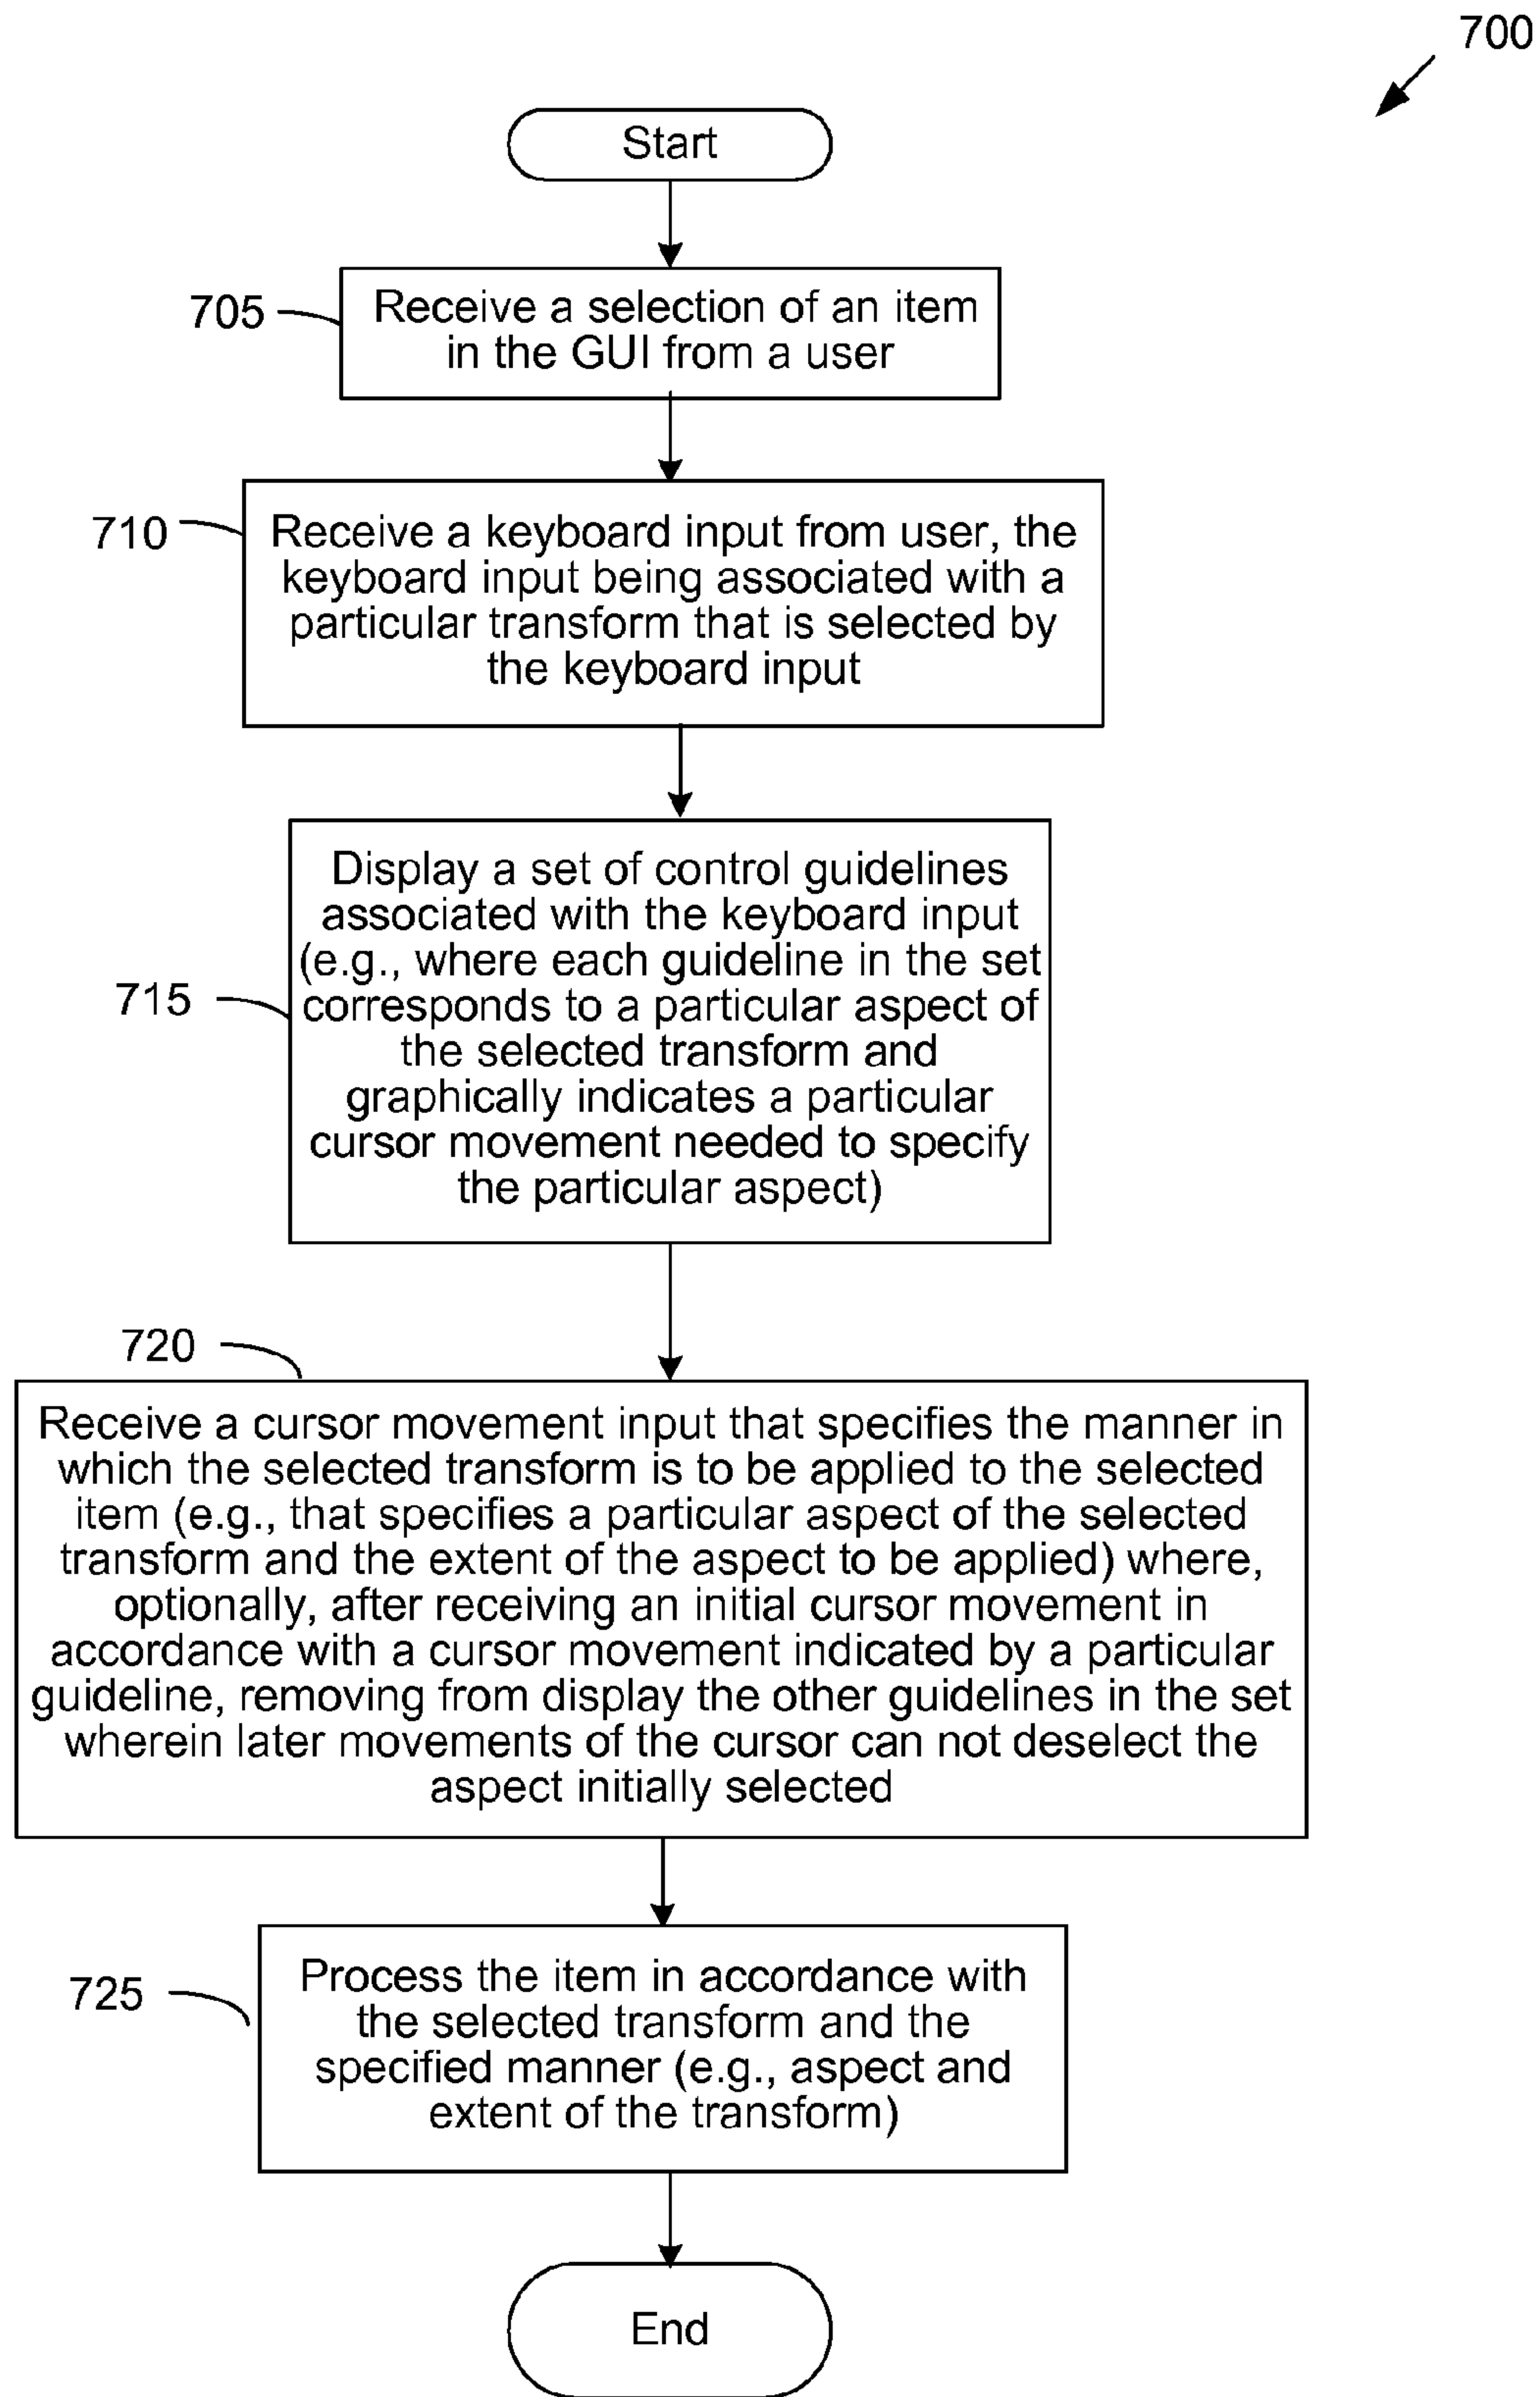 700
Start
705
Receive a selection of an item
in the GUI from a user
710
Receive a keyboard input from user, the
keyboard input being associated with a
particular transform that is selected by
the keyboard input
715
Display a set of control guidelines
associated with the keyboard input
(e.g., where each guideline in the set
corresponds to a particular aspect of
the selected transform and
graphically indicates a particular
cursor movement needed to specify
the particular aspect)
720
Receive a cursor movement input that specifies the manner in
which the selected transform is to be applied to the selected
item (e.g., that specifies a particular aspect of the selected
transform and the extent of the aspect to be applied) where,
optionally, after receiving an initial cursor movement in
accordance with a cursor movement indicated by a particular
guideline, removing from display the other guidelines in the set
wherein later movements of the cursor can not deselect the
aspect initially selected
725
Process the item in accordance with
the selected transform and the
specified manner (e.g., aspect and
extent of the transform)
End